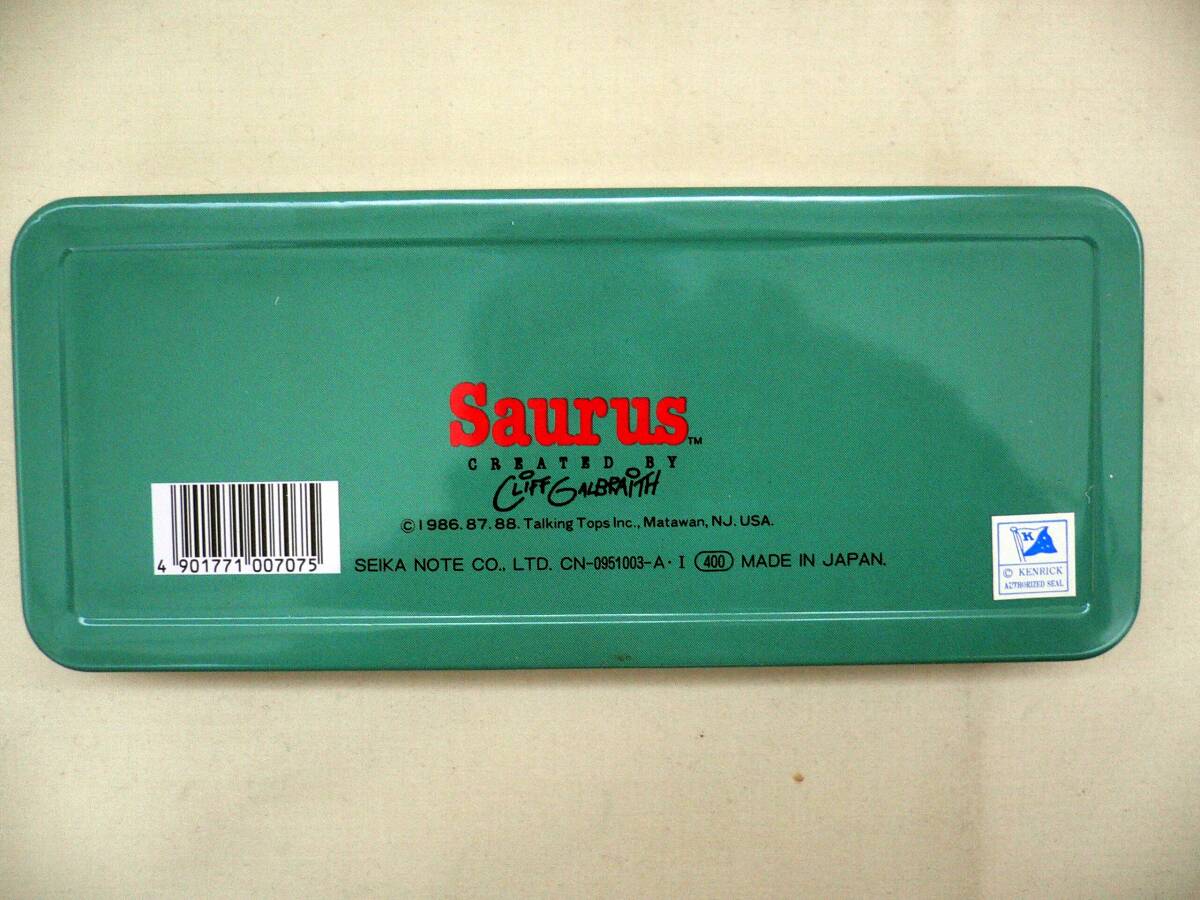 Saurus™
CREATED BY
CLIFF GALBRAITH
©1986.87.88. Talking Tops Inc., Matawan, NJ. USA.
SEIKA NOTE CO., LTD. CN-0951003-A·I 400 MADE IN JAPAN.
4 901771 007075
K
© KENRICK
AUTHORIZED SEAL